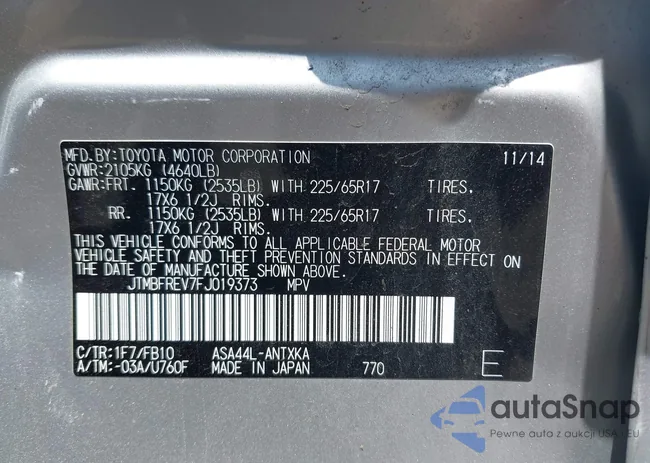 MFD.BY:TOYOTA MOTOR CORPORATION 11/14
GVWR:2105KG (4640LB)
GAWR:FRT. 1150KG (2535LB) WITH 225/65R17 TIRES.
17X6 1/2J RIMS.
RR. 1150KG (2535LB) WITH 225/65R17 TIRES.
17X6 1/2J RIMS.
THIS VEHICLE CONFORMS TO ALL APPLICABLE FEDERAL MOTOR
VEHICLE SAFETY AND THEFT PREVENTION STANDARDS IN EFFECT ON
THE DATE OF MANUFACTURE SHOWN ABOVE.
JTMBFREV7FJ019373 MPV
C/TR:1F7/FB10 ASA44L-ANTXKA
A/TM:-03A/U760F MADE IN JAPAN 770 E
autaSnap
Pewne auta z aukcji USA i EU